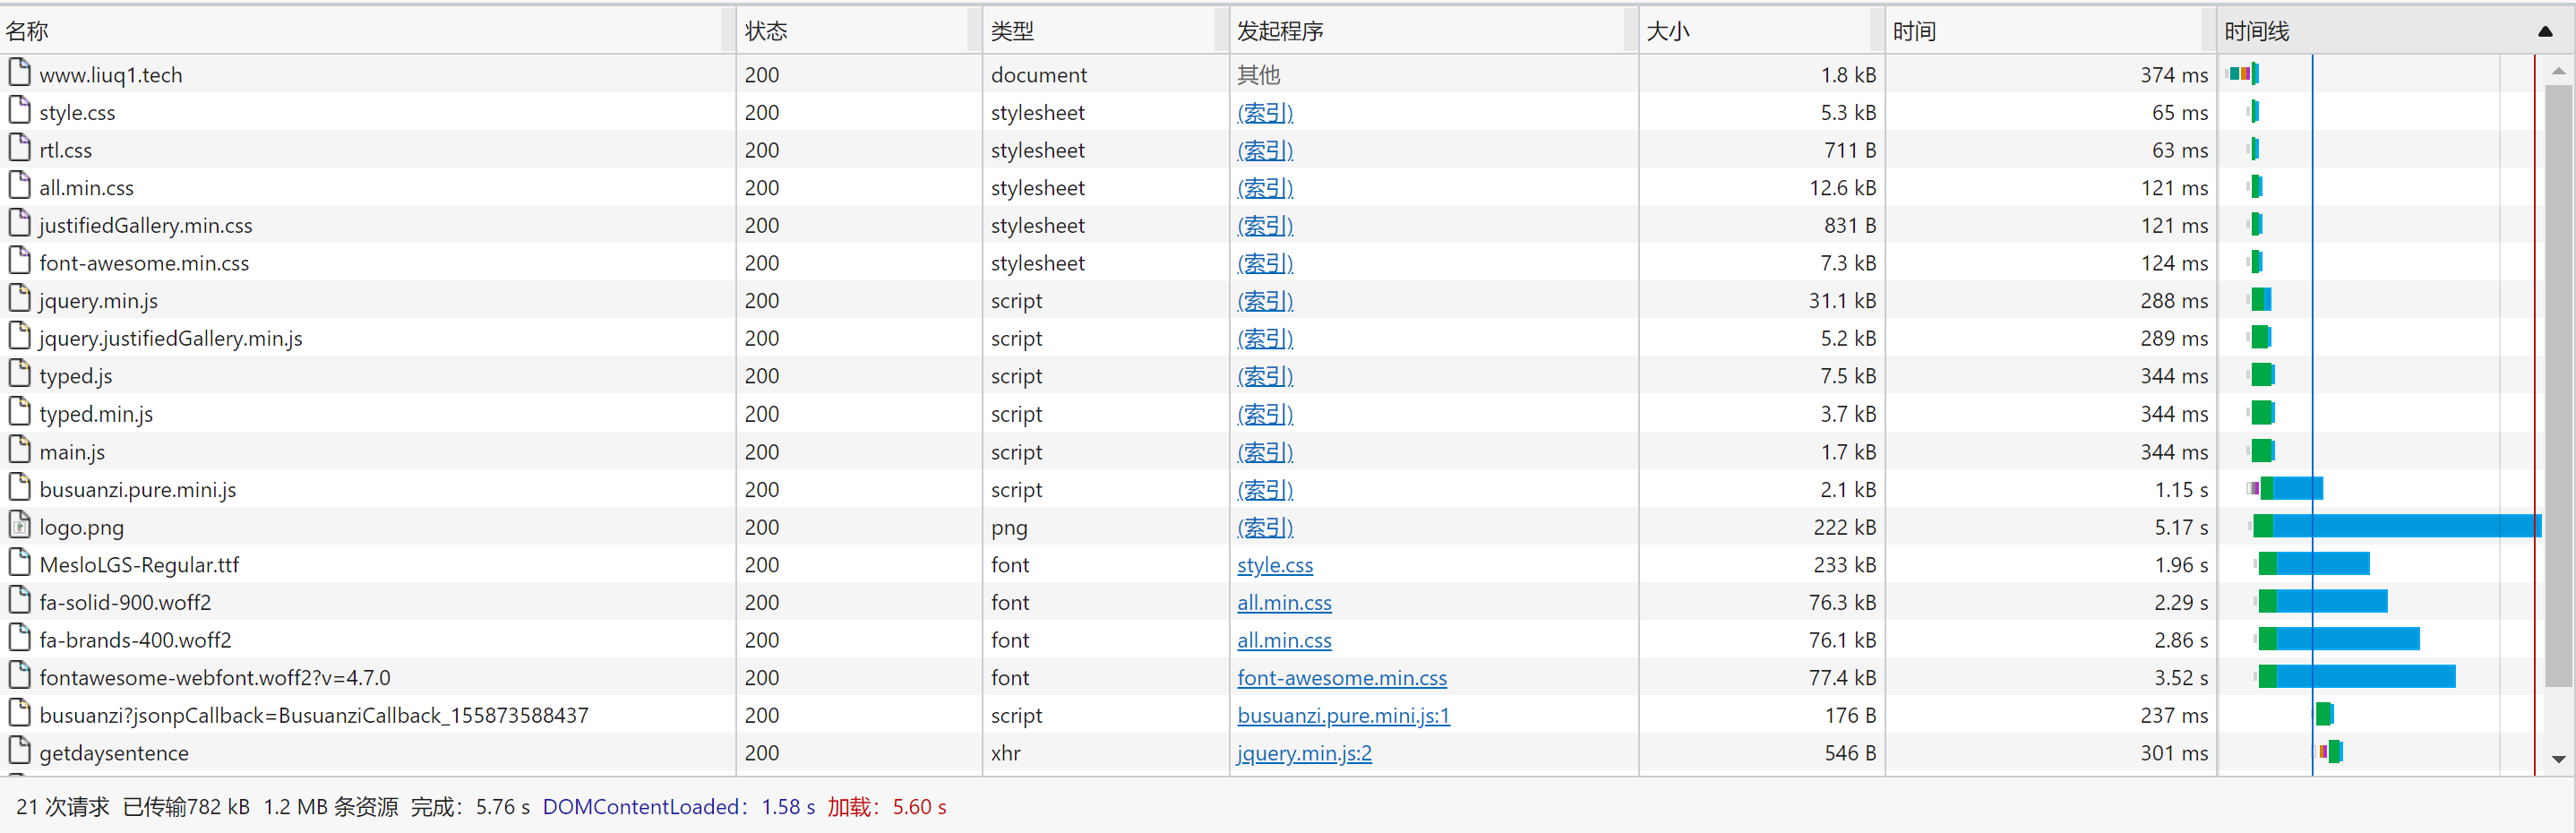 名称 状态 类型 发起程序 大小 时间 时间线
www.liuq1.tech 200 document 其他 1.8 kB 374 ms
style.css 200 stylesheet (索引) 5.3 kB 65 ms
rtl.css 200 stylesheet (索引) 711 B 63 ms
all.min.css 200 stylesheet (索引) 12.6 kB 121 ms
justifiedGallery.min.css 200 stylesheet (索引) 831 B 121 ms
font-awesome.min.css 200 stylesheet (索引) 7.3 kB 124 ms
jquery.min.js 200 script (索引) 31.1 kB 288 ms
jquery.justifiedGallery.min.js 200 script (索引) 5.2 kB 289 ms
typed.js 200 script (索引) 7.5 kB 344 ms
typed.min.js 200 script (索引) 3.7 kB 344 ms
main.js 200 script (索引) 1.7 kB 344 ms
busuanzi.pure.mini.js 200 script (索引) 2.1 kB 1.15 s
logo.png 200 png (索引) 222 kB 5.17 s
MesloLGS-Regular.ttf 200 font style.css 233 kB 1.96 s
fa-solid-900.woff2 200 font all.min.css 76.3 kB 2.29 s
fa-brands-400.woff2 200 font all.min.css 76.1 kB 2.86 s
fontawesome-webfont.woff2?v=4.7.0 200 font font-awesome.min.css 77.4 kB 3.52 s
busuanzi?jsonpCallback=BusuanziCallback_155873588437 200 script busuanzi.pure.mini.js:1 176 B 237 ms
getdaysentence 200 xhr jquery.min.js:2 546 B 301 ms
21 次请求 已传输782 kB 1.2 MB 条资源 完成：5.76 s DOMContentLoaded：1.58 s 加载：5.60 s